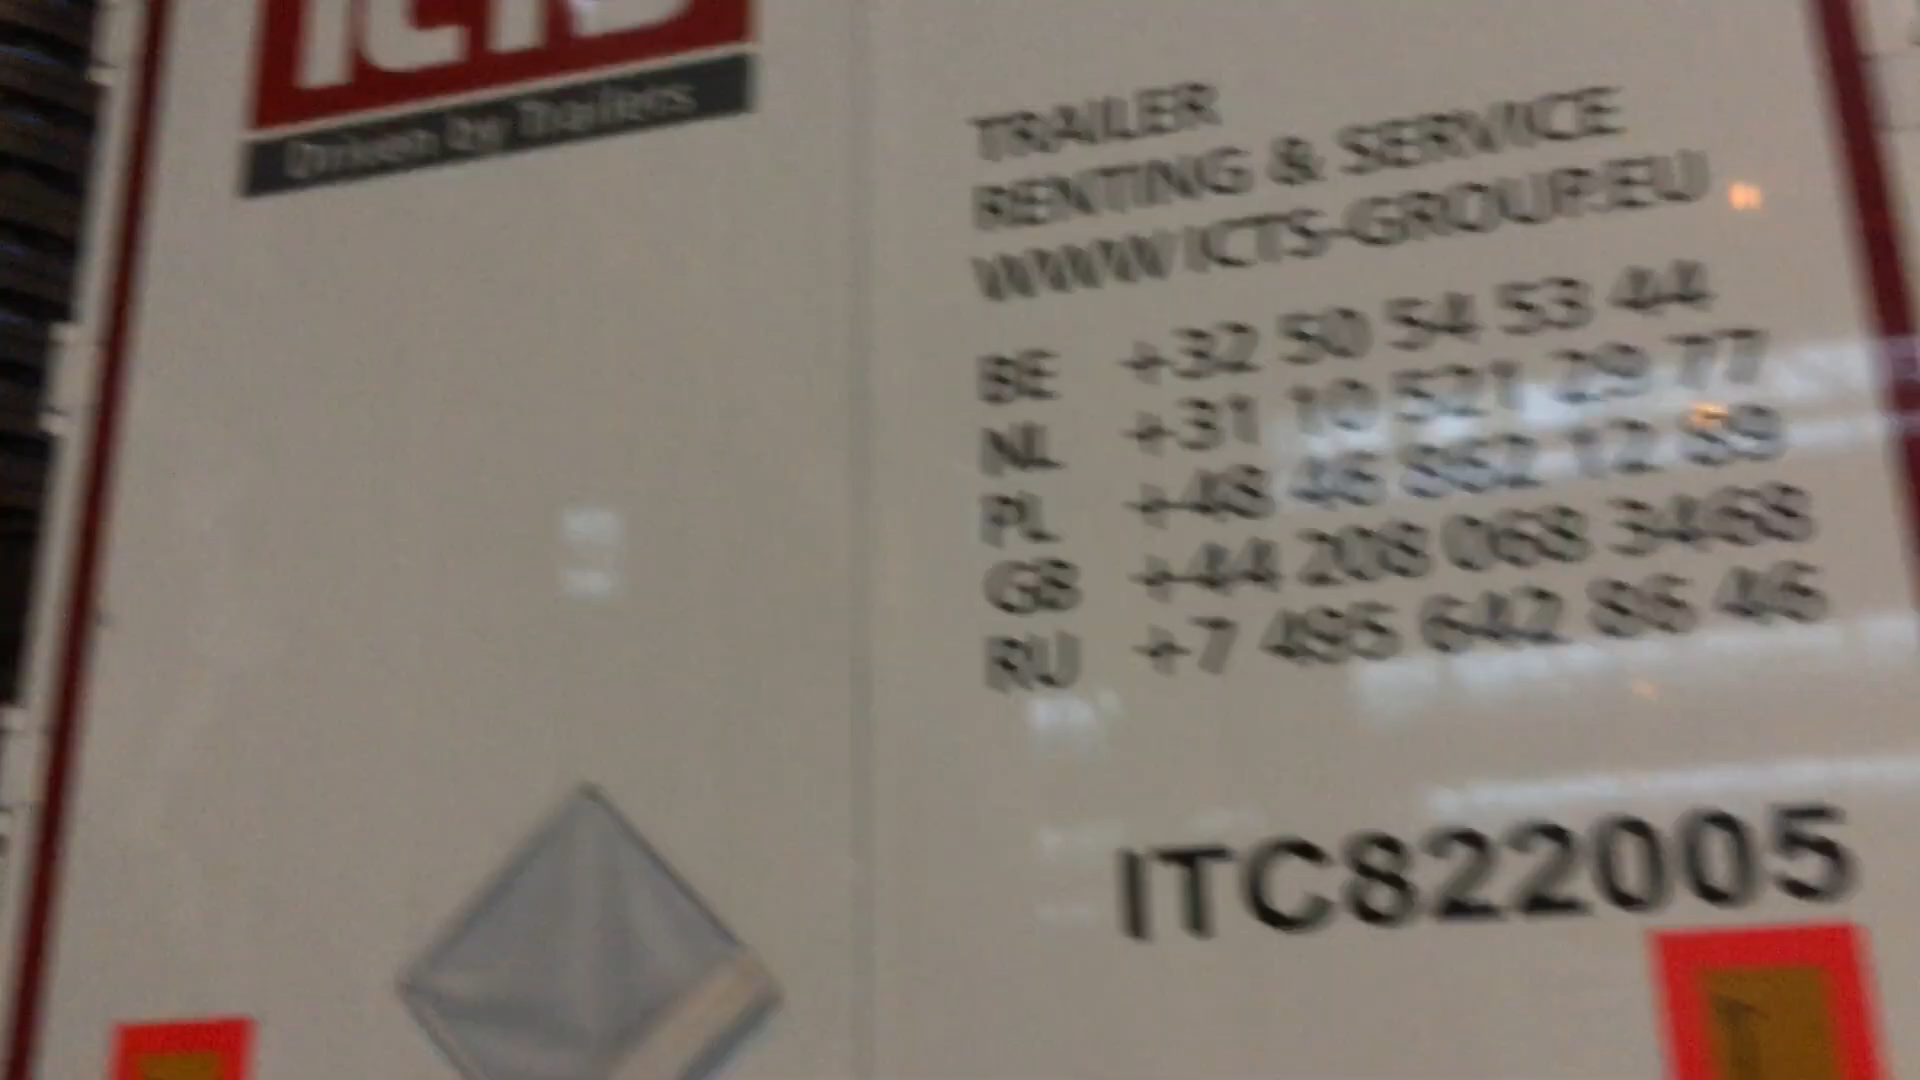 ICTS
Driven by Trailers
TRAILER
RENTING & SERVICE
WWW.ICTS-GROUP.EU
BE +32 50 54 53 44
NL +31 10 521 29 77
PL +48 46 862 12 89
GB +44 208 068 3468
RU +7 495 642 86 46
ITC822005